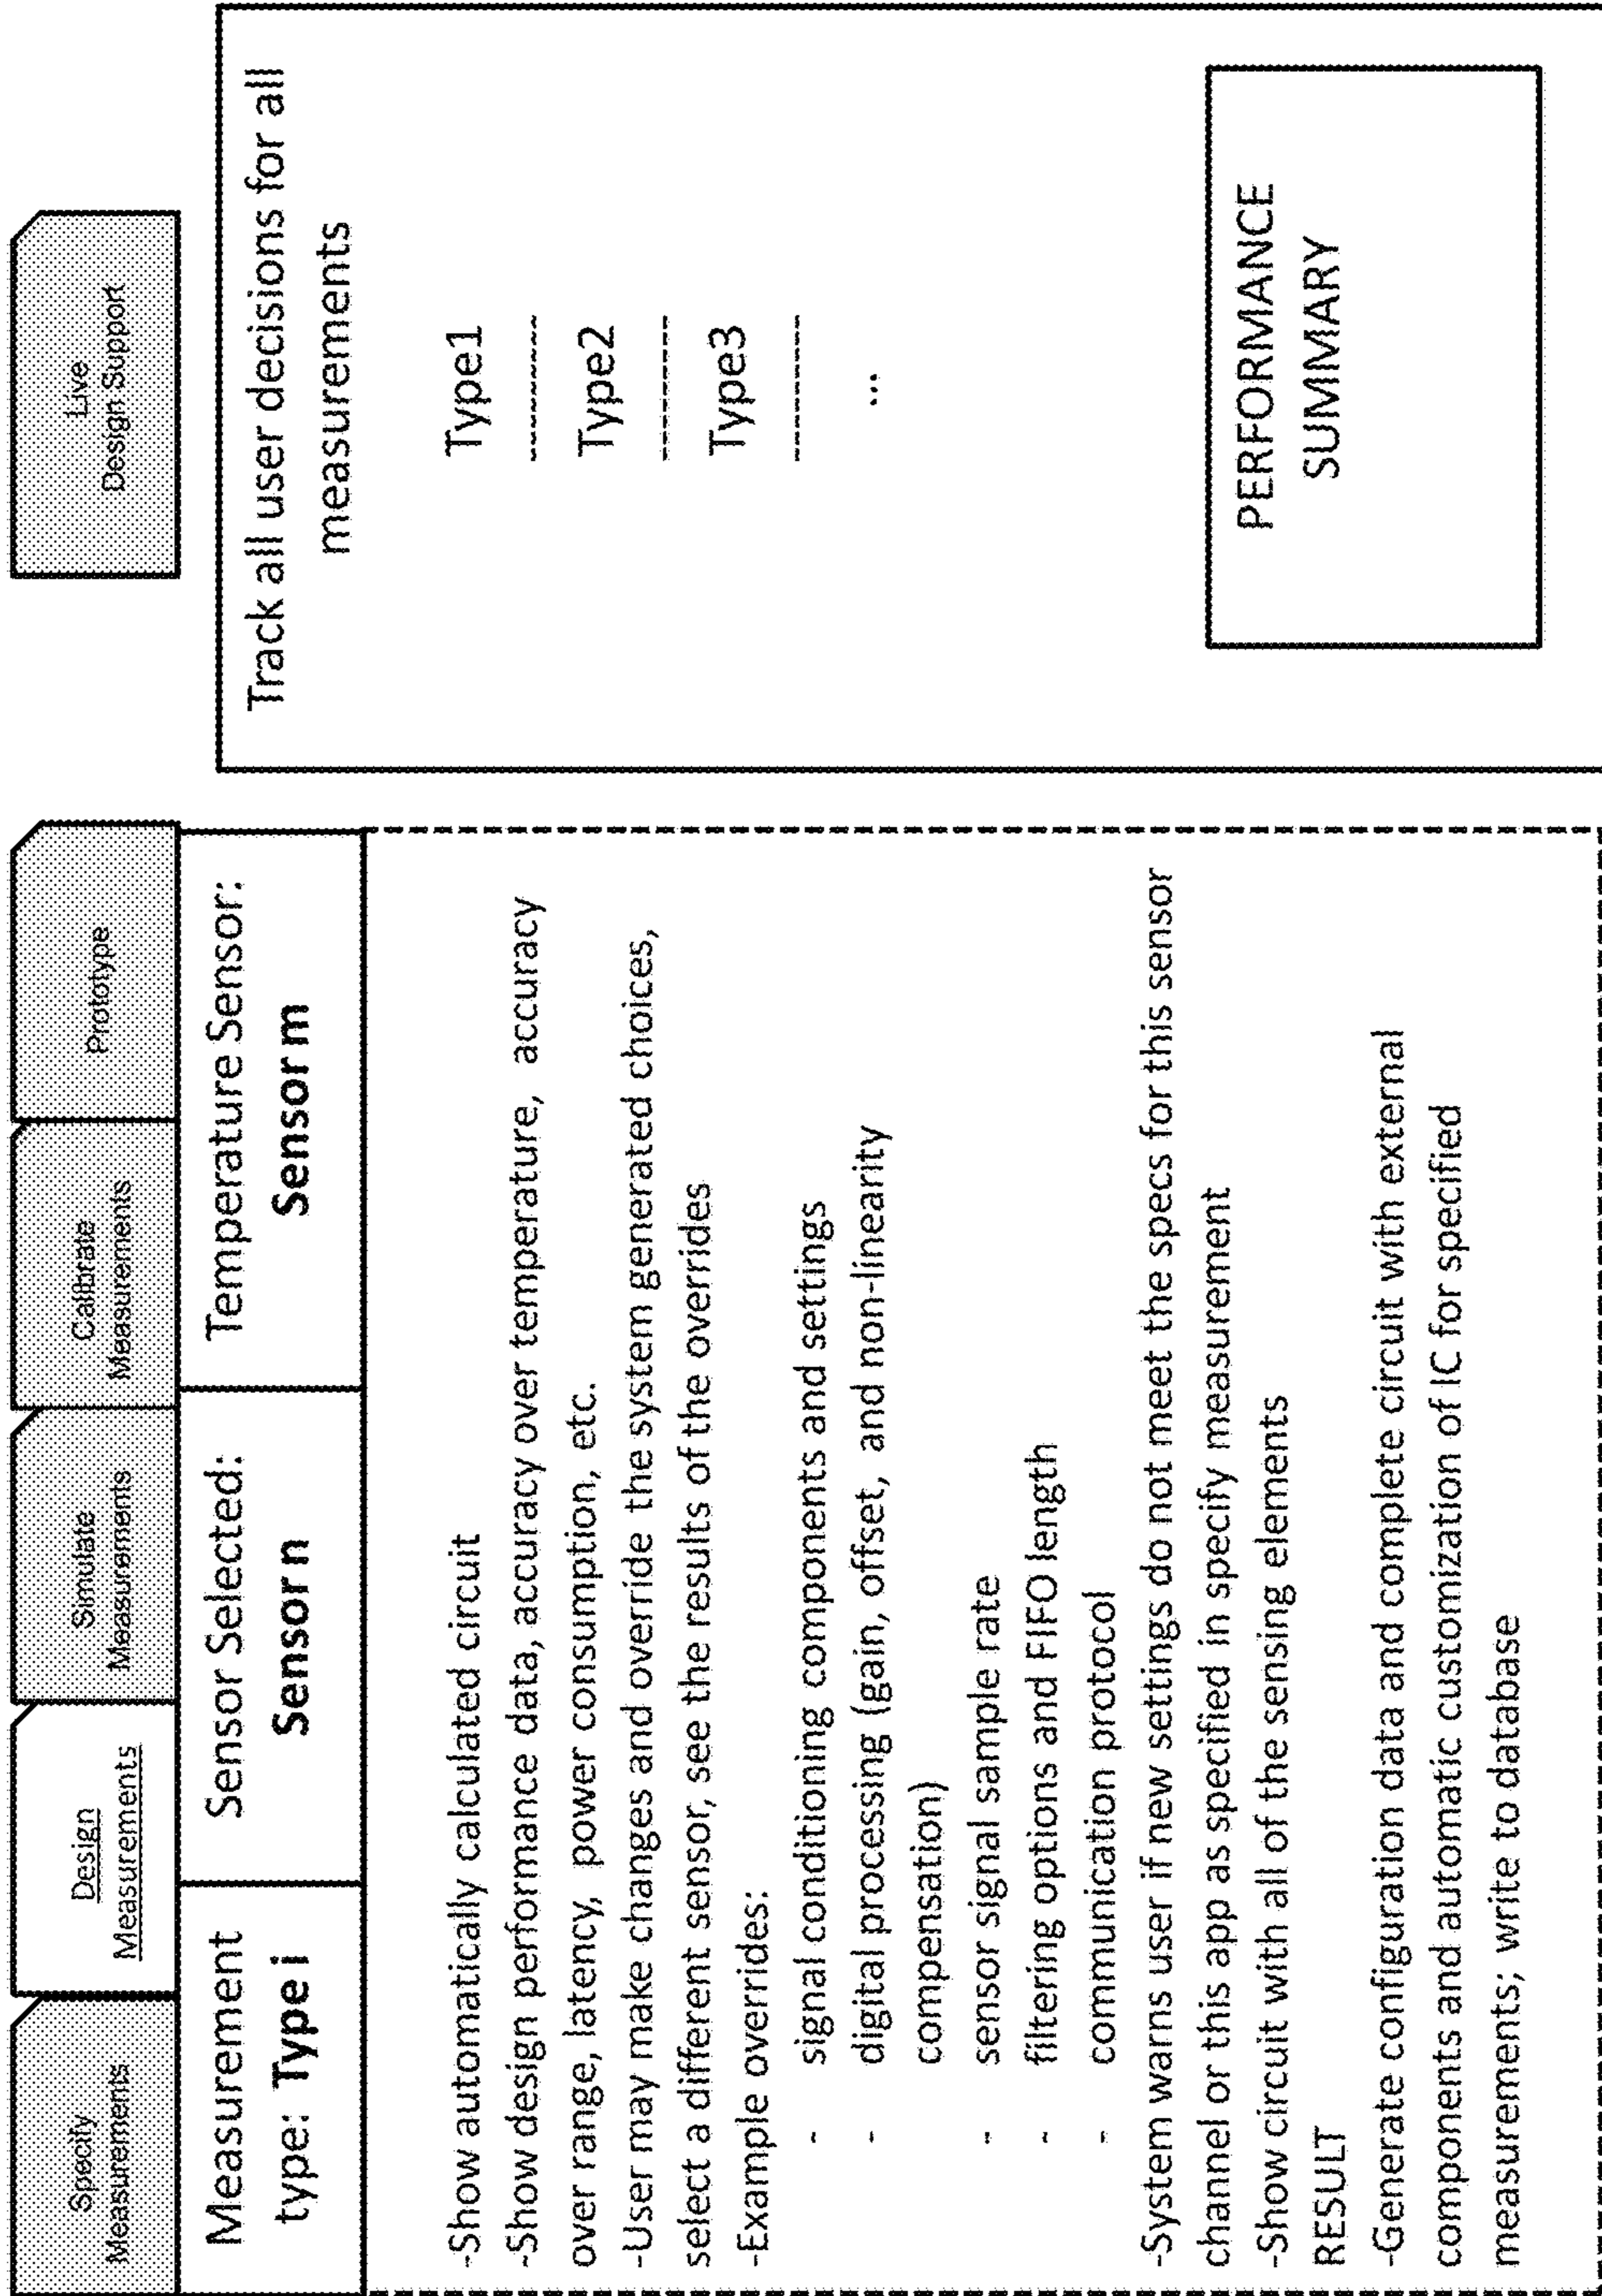 Specify
Measurements
Design
Measurements
Simulate
Measurements
Calibrate
Measurements
Prototype
Live
Design Support
Measurement
type: Type i
Sensor Selected:
Sensor n
Temperature Sensor:
Sensor m
-Show automatically calculated circuit
-Show design performance data, accuracy over temperature, accuracy
over range, latency, power consumption, etc.
-User may make changes and override the system generated choices,
select a different sensor, see the results of the overrides
-Example overrides:
- signal conditioning components and settings
- digital processing (gain, offset, and non-linearity
compensation)
- sensor signal sample rate
- filtering options and FIFO length
- communication protocol
-System warns user if new settings do not meet the specs for this sensor
channel or this app as specified in specify measurement
-Show circuit with all of the sensing elements
RESULT
-Generate configuration data and complete circuit with external
components and automatic customization of IC for specified
measurements; write to database
Track all user decisions for all
measurements
Type1
----------
Type2
----------
Type3
----------
...
PERFORMANCE
SUMMARY